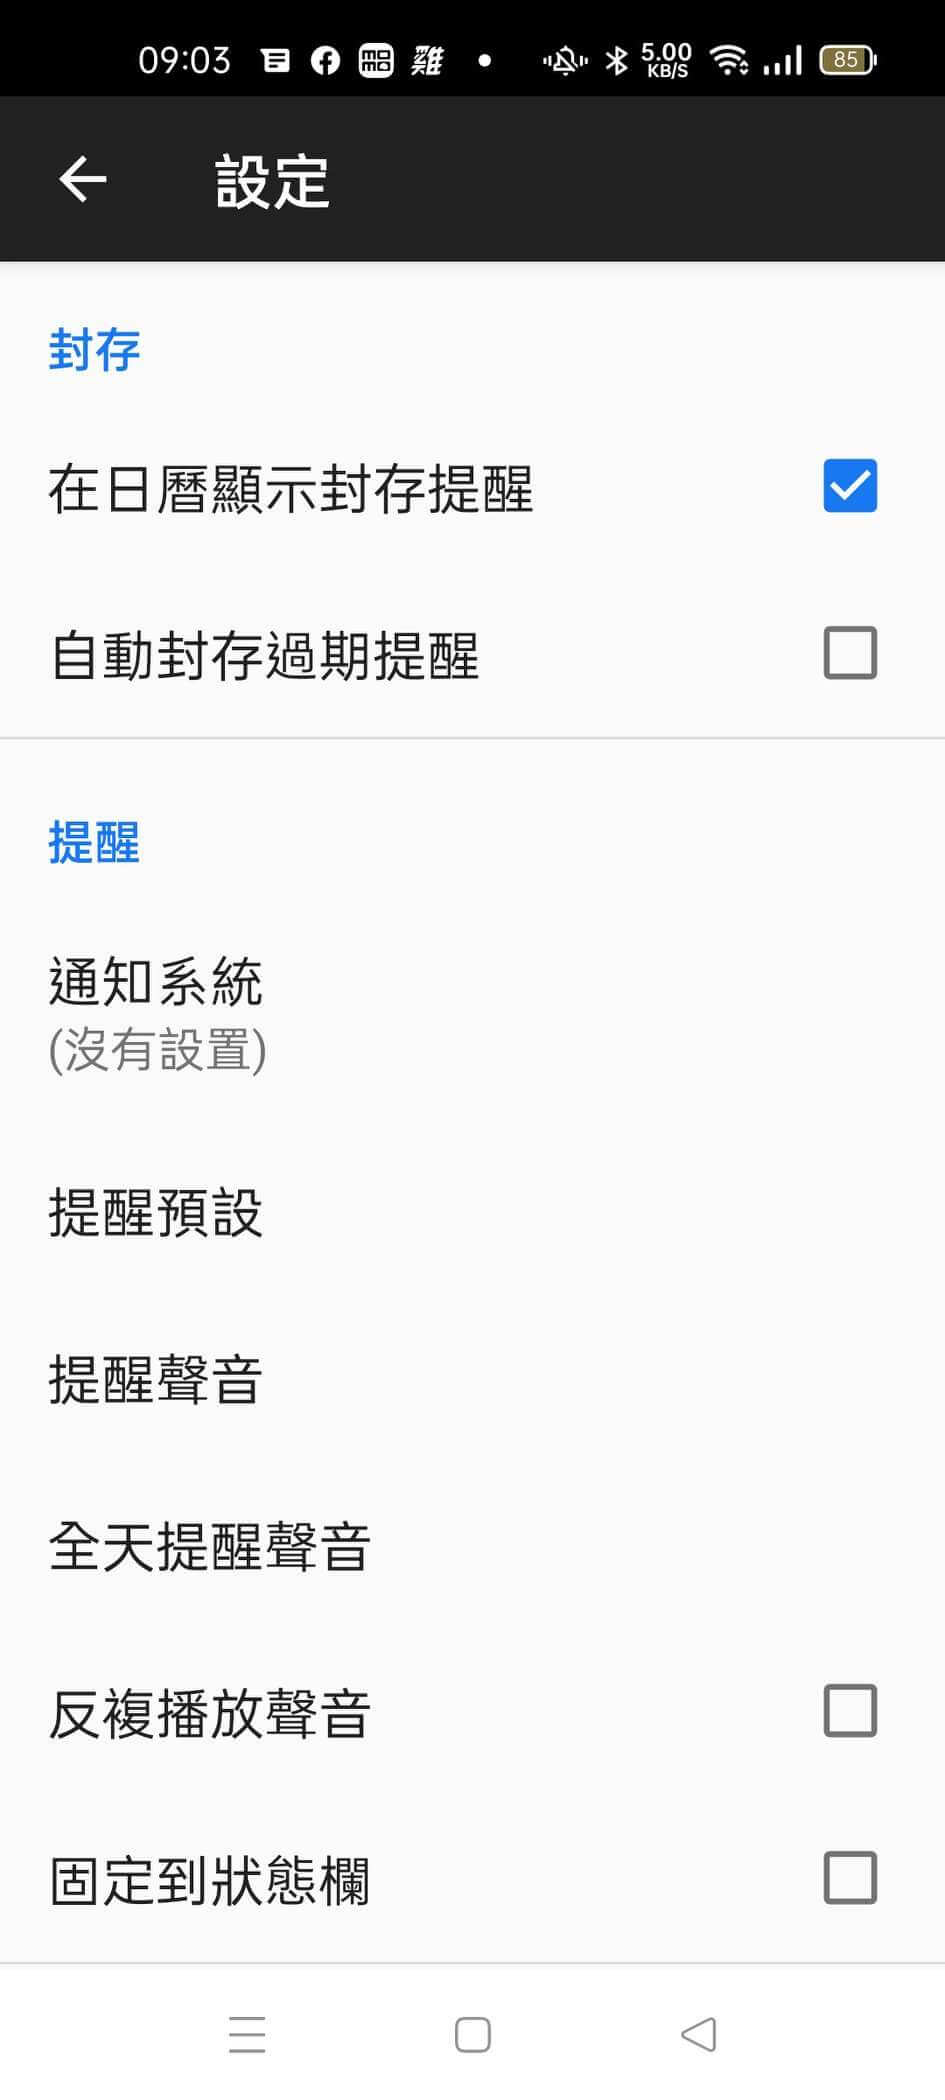 09:03 雞 5.00 KB/S 85
設定
封存
在日曆顯示封存提醒
自動封存過期提醒
提醒
通知系統
(沒有設置)
提醒預設
提醒聲音
全天提醒聲音
反複播放聲音
固定到狀態欄